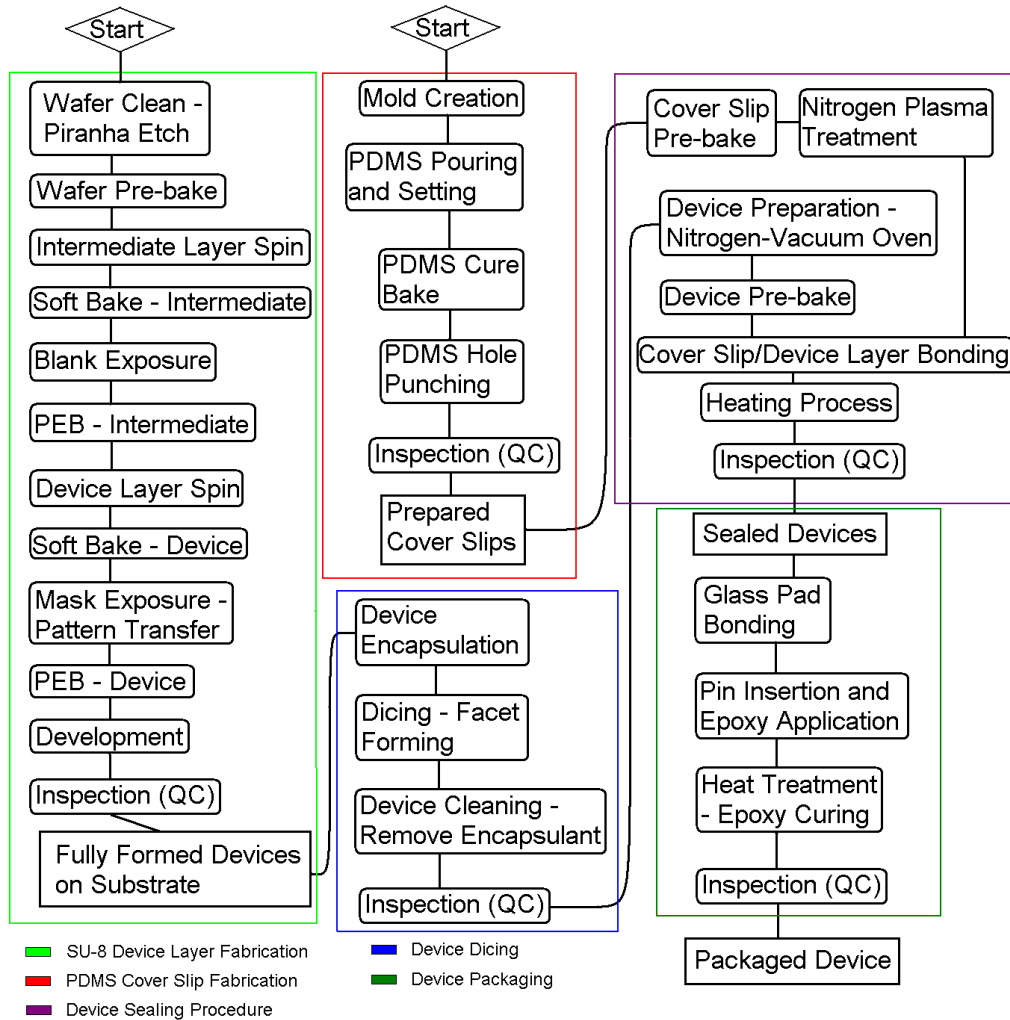 Start
Wafer Clean -
Piranha Etch
Wafer Pre-bake
Intermediate Layer Spin
Soft Bake - Intermediate
Blank Exposure
PEB - Intermediate
Device Layer Spin
Soft Bake - Device
Mask Exposure -
Pattern Transfer
PEB - Device
Development
Inspection (QC)
Fully Formed Devices
on Substrate
Start
Mold Creation
PDMS Pouring
and Setting
PDMS Cure
Bake
PDMS Hole
Punching
Inspection (QC)
Prepared
Cover Slips
Device
Encapsulation
Dicing - Facet
Forming
Device Cleaning -
Remove Encapsulant
Inspection (QC)
Cover Slip
Pre-bake
Nitrogen Plasma
Treatment
Device Preparation -
Nitrogen-Vacuum Oven
Device Pre-bake
Cover Slip/Device Layer Bonding
Heating Process
Inspection (QC)
Sealed Devices
Glass Pad
Bonding
Pin Insertion and
Epoxy Application
Heat Treatment
- Epoxy Curing
Inspection (QC)
Packaged Device
SU-8 Device Layer Fabrication
PDMS Cover Slip Fabrication
Device Sealing Procedure
Device Dicing
Device Packaging